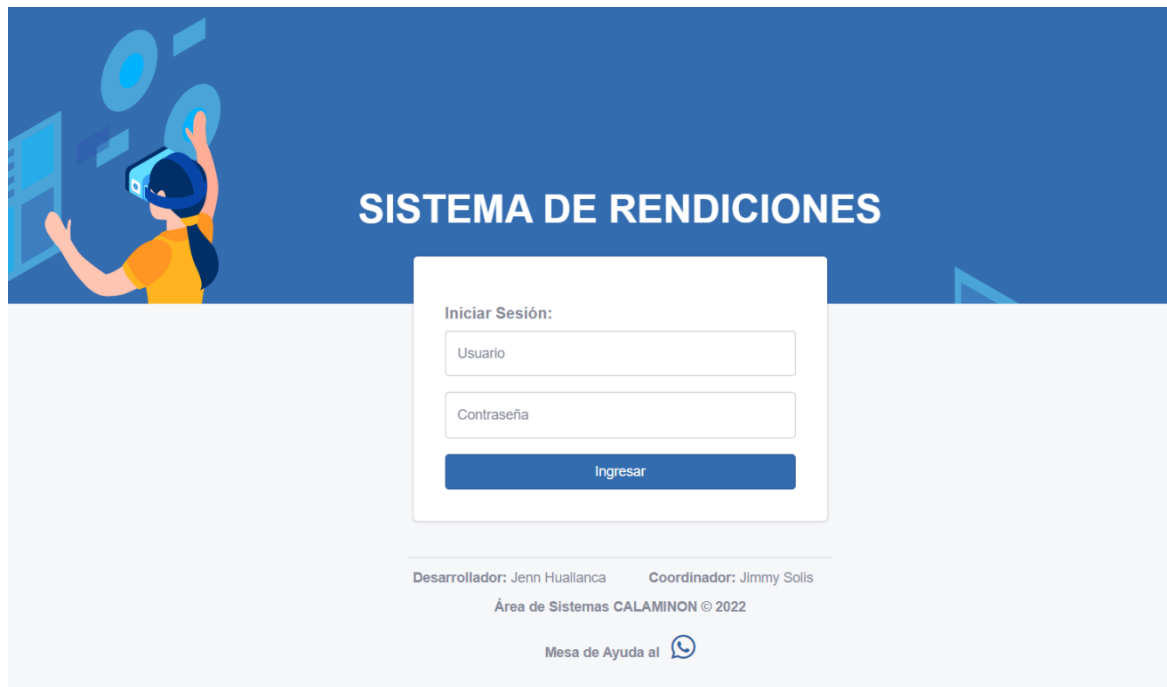 SISTEMA DE RENDICIONES
Iniciar Sesión:
Usuario
Contraseña
Ingresar
Desarrollador: Jenn Huallanca Coordinador: Jimmy Solis
Área de Sistemas CALAMINON © 2022
Mesa de Ayuda al